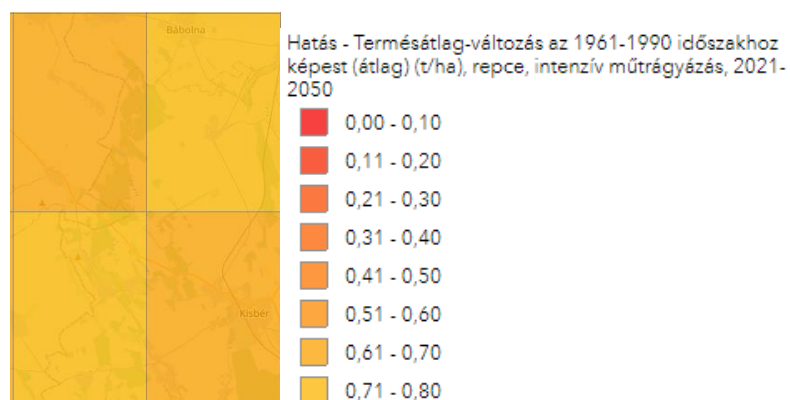 Bábolna
Kisbér
Hatás - Termésátlag-változás az 1961-1990 időszakhoz
képest (átlag) (t/ha), repce, intenzív műtrágyázás, 2021-
2050
0,00 - 0,10
0,11 - 0,20
0,21 - 0,30
0,31 - 0,40
0,41 - 0,50
0,51 - 0,60
0,61 - 0,70
0,71 - 0,80